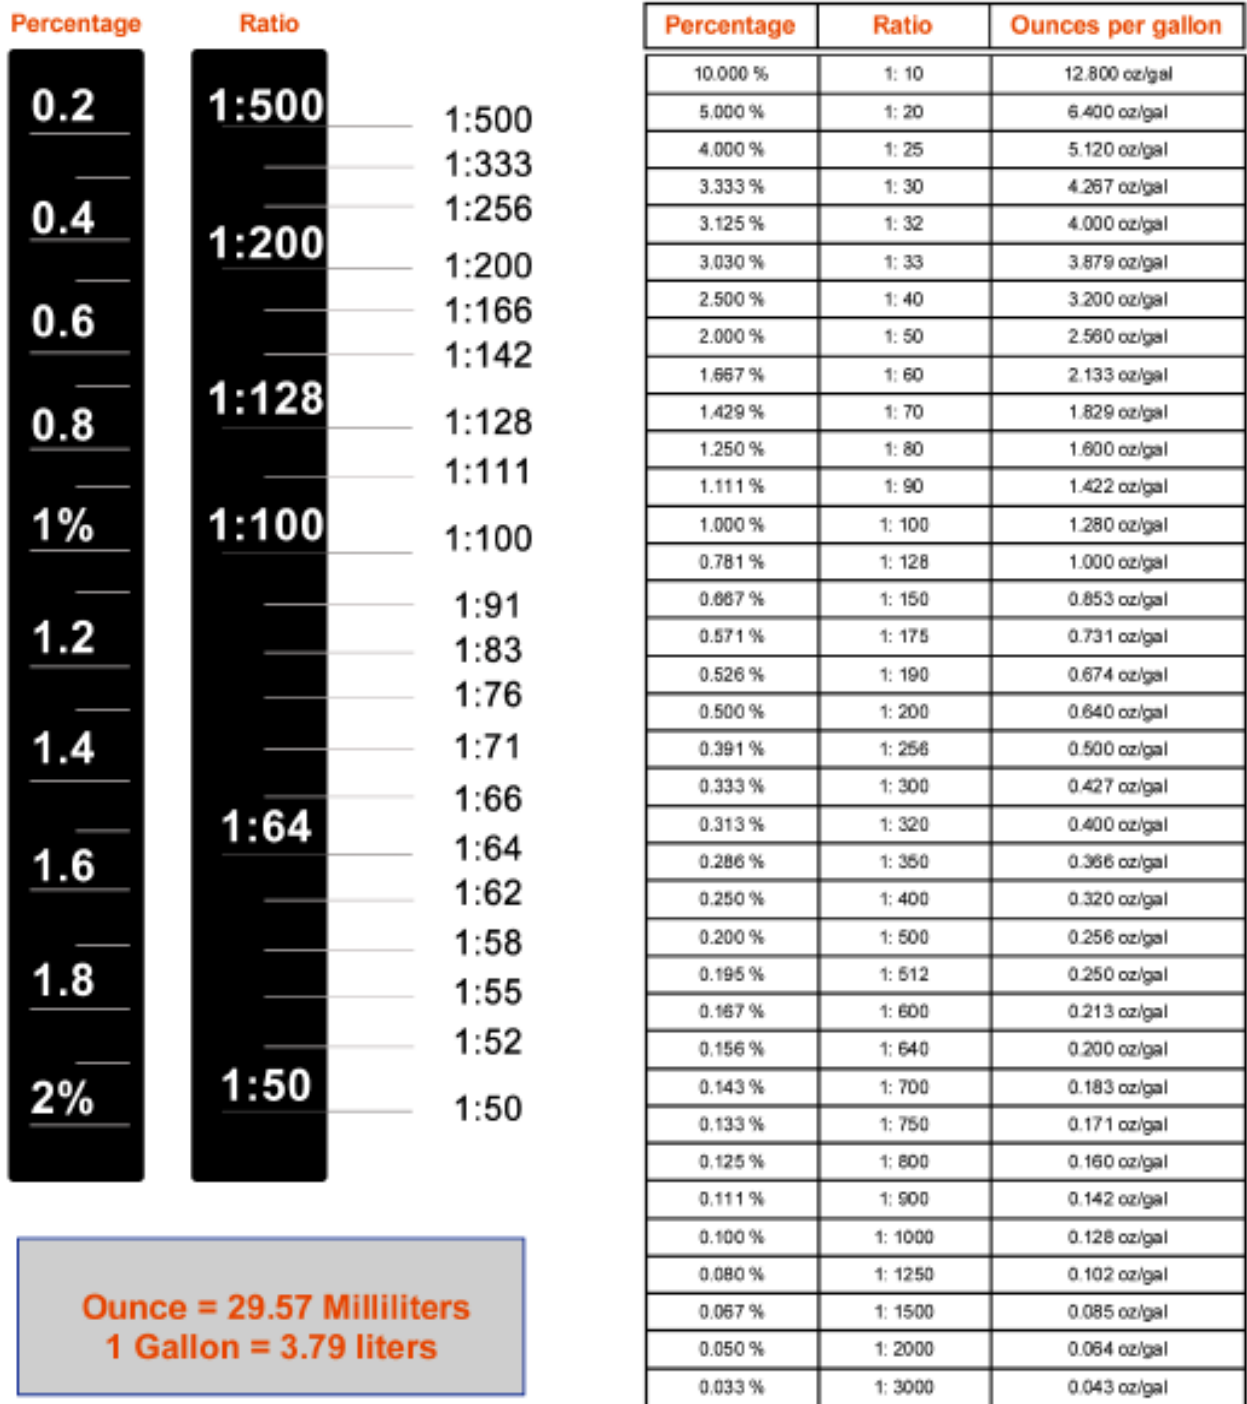 Percentage
0.2
0.4
0.6
0.8
1%
1.2
1.4
1.6
1.8
2%
Ratio
1:500
1:200
1:128
1:100
1:64
1:50
1:500
1:333
1:256
1:200
1:166
1:142
1:128
1:111
1:100
1:91
1:83
1:76
1:71
1:66
1:64
1:62
1:58
1:55
1:52
1:50
Ounce = 29.57 Milliliters
1 Gallon = 3.79 liters
Percentage Ratio Ounces per gallon
10.000 % 1: 10 12.800 oz/gal
5.000 % 1: 20 6.400 oz/gal
4.000 % 1: 25 5.120 oz/gal
3.333 % 1: 30 4.267 oz/gal
3.125 % 1: 32 4.000 oz/gal
3.030 % 1: 33 3.879 oz/gal
2.500 % 1: 40 3.200 oz/gal
2.000 % 1: 50 2.560 oz/gal
1.667 % 1: 60 2.133 oz/gal
1.429 % 1: 70 1.829 oz/gal
1.250 % 1: 80 1.600 oz/gal
1.111 % 1: 90 1.422 oz/gal
1.000 % 1: 100 1.280 oz/gal
0.781 % 1: 128 1.000 oz/gal
0.667 % 1: 150 0.853 oz/gal
0.571 % 1: 175 0.731 oz/gal
0.526 % 1: 190 0.674 oz/gal
0.500 % 1: 200 0.640 oz/gal
0.391 % 1: 256 0.500 oz/gal
0.333 % 1: 300 0.427 oz/gal
0.313 % 1: 320 0.400 oz/gal
0.286 % 1: 350 0.366 oz/gal
0.250 % 1: 400 0.320 oz/gal
0.200 % 1: 500 0.256 oz/gal
0.195 % 1: 512 0.250 oz/gal
0.167 % 1: 600 0.213 oz/gal
0.156 % 1: 640 0.200 oz/gal
0.143 % 1: 700 0.183 oz/gal
0.133 % 1: 750 0.171 oz/gal
0.125 % 1: 800 0.160 oz/gal
0.111 % 1: 900 0.142 oz/gal
0.100 % 1: 1000 0.128 oz/gal
0.080 % 1: 1250 0.102 oz/gal
0.067 % 1: 1500 0.085 oz/gal
0.050 % 1: 2000 0.064 oz/gal
0.033 % 1: 3000 0.043 oz/gal